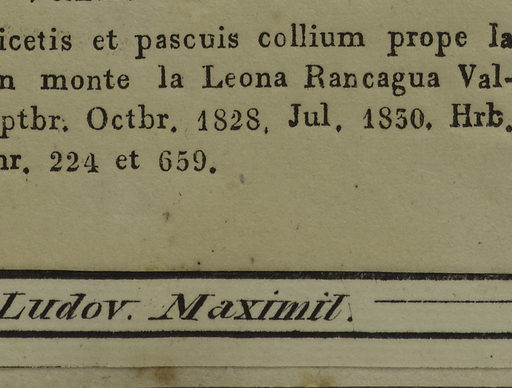 icetis et pascuis collium prope la
n monte la Leona Rancagua Val-
ptbr. Octbr. 1828, Jul. 1830. Hrb.
nr. 224 et 659.
Ludov. Maximil.